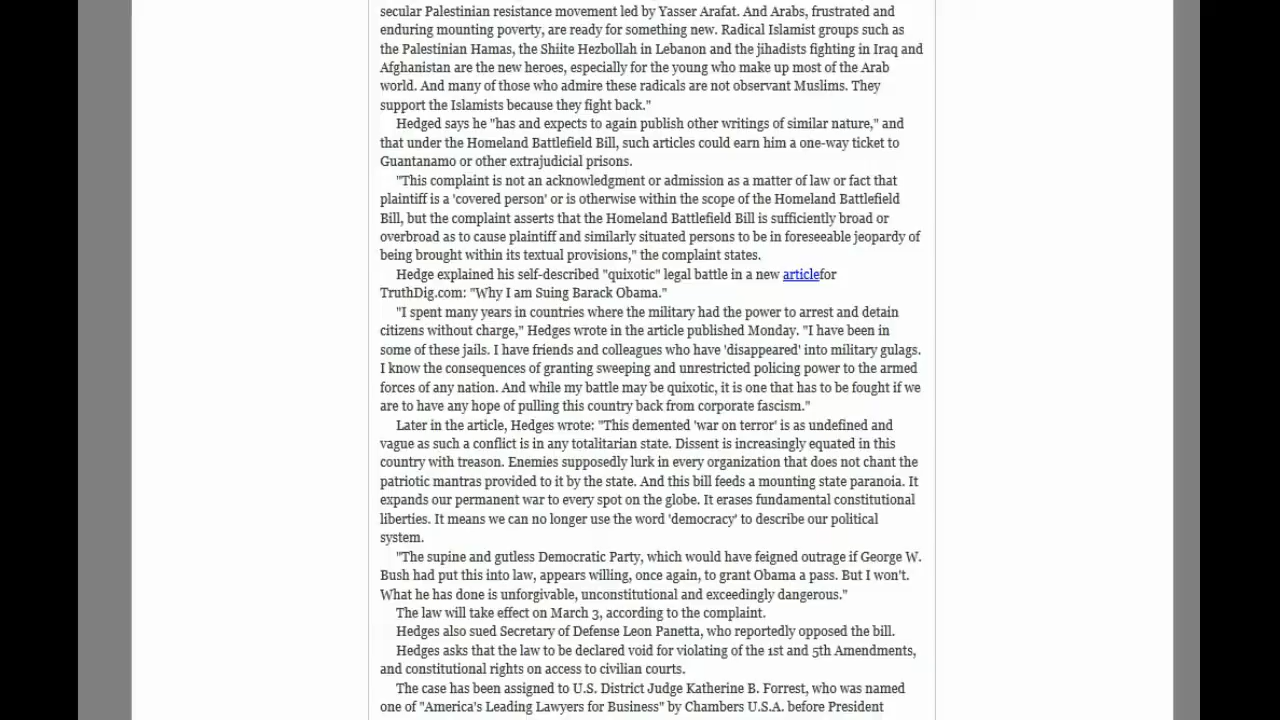 secular Palestinian resistance movement led by Yasser Arafat. And Arabs, frustrated and
enduring mounting poverty, are ready for something new. Radical Islamist groups such as
the Palestinian Hamas, the Shiite Hezbollah in Lebanon and the jihadists fighting in Iraq and
Afghanistan are the new heroes, especially for the young who make up most of the Arab
world. And many of those who admire these radicals are not observant Muslims. They
support the Islamists because they fight back."
Hedged says he "has and expects to again publish other writings of similar nature," and
that under the Homeland Battlefield Bill, such articles could earn him a one-way ticket to
Guantanamo or other extrajudicial prisons.
"This complaint is not an acknowledgment or admission as a matter of law or fact that
plaintiff is a 'covered person' or is otherwise within the scope of the Homeland Battlefield
Bill, but the complaint asserts that the Homeland Battlefield Bill is sufficiently broad or
overbroad as to cause plaintiff and similarly situated persons to be in foreseeable jeopardy of
being brought within its textual provisions," the complaint states.
Hedge explained his self-described "quixotic" legal battle in a new articlefor
TruthDig.com: "Why I am Suing Barack Obama."
"I spent many years in countries where the military had the power to arrest and detain
citizens without charge," Hedges wrote in the article published Monday. "I have been in
some of these jails. I have friends and colleagues who have 'disappeared' into military gulags.
I know the consequences of granting sweeping and unrestricted policing power to the armed
forces of any nation. And while my battle may be quixotic, it is one that has to be fought if we
are to have any hope of pulling this country back from corporate fascism."
Later in the article, Hedges wrote: "This demented 'war on terror' is as undefined and
vague as such a conflict is in any totalitarian state. Dissent is increasingly equated in this
country with treason. Enemies supposedly lurk in every organization that does not chant the
patriotic mantras provided to it by the state. And this bill feeds a mounting state paranoia. It
expands our permanent war to every spot on the globe. It erases fundamental constitutional
liberties. It means we can no longer use the word 'democracy' to describe our political
system.
"The supine and gutless Democratic Party, which would have feigned outrage if George W.
Bush had put this into law, appears willing, once again, to grant Obama a pass. But I won't.
What he has done is unforgivable, unconstitutional and exceedingly dangerous."
The law will take effect on March 3, according to the complaint.
Hedges also sued Secretary of Defense Leon Panetta, who reportedly opposed the bill.
Hedges asks that the law to be declared void for violating of the 1st and 5th Amendments,
and constitutional rights on access to civilian courts.
The case has been assigned to U.S. District Judge Katherine B. Forrest, who was named
one of "America's Leading Lawyers for Business" by Chambers U.S.A. before President